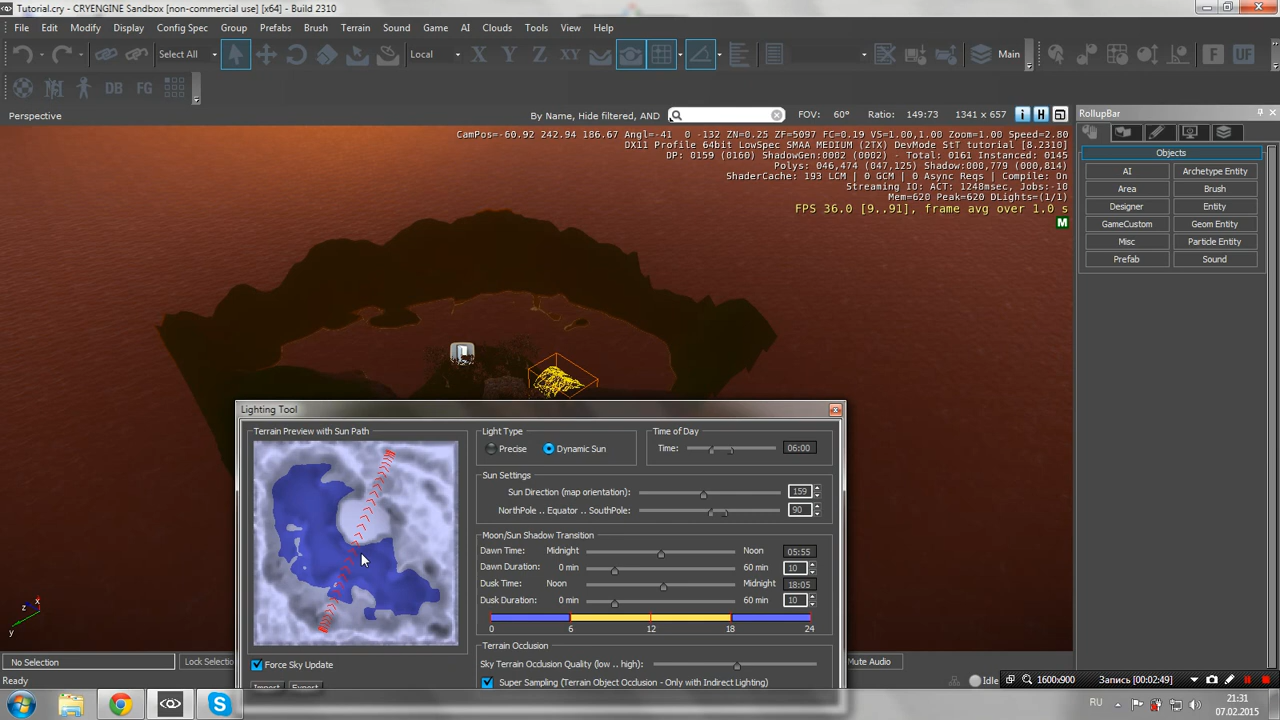 Tutorial.cry - CRYENGINE Sandbox [non-commercial use] [x64] - Build 2310
File Edit Modify Display Config Spec Group Prefabs Brush Terrain Sound Game AI Clouds Tools View Help
Select All Local X Y Z XY Main F UF
DB FG
Perspective By Name, Hide filtered, AND FOV: 60° Ratio: 149:73 1341 x 657 i H
CamPos=-60.92 242.94 186.67 Angl=-41 0 -132 ZN=0.25 ZF=5097 FC=0.19 VS=1.00,1.00 Zoom=1.00 Speed=2.80
DX11 Profile 64bit LowSpec SMAA MEDIUM (2TX) DevMode StT tutorial [8.2310]
DP: 0159 (0160) ShadowGen:0002 (0002) - Total: 0161 Instanced: 0145
Polys: 046,474 (047,125) Shadow:000,779 (000,814)
ShaderCache: 193 LCM | 0 GCM | 0 Async Reqs | Compile: On
Streaming IO: ACT: 1248msec, Jobs:-10
Mem=620 Peak=620 DLights=(1/1)
FPS 36.0 [9..91], frame avg over 1.0 s
M
RollupBar
Objects
AI Archetype Entity
Area Brush
Designer Entity
GameCustom Geom Entity
Misc Particle Entity
Prefab Sound
Lighting Tool
Terrain Preview with Sun Path
Light Type
Precise Dynamic Sun
Time of Day
Time: 06:00
Sun Settings
Sun Direction (map orientation): 159
NorthPole .. Equator .. SouthPole: 90
Moon/Sun Shadow Transition
Dawn Time: Midnight Noon 05:55
Dawn Duration: 0 min 60 min 10
Dusk Time: Noon Midnight 18:05
Dusk Duration: 0 min 60 min 10
0 6 12 18 24
Terrain Occlusion
Sky Terrain Occlusion Quality (low .. high):
Super Sampling (Terrain Object Occlusion - Only with Indirect Lighting)
Force Sky Update
Import Export
z x
y
No Selection Lock Selectio Mute Audio
Ready Idle 1600x900 Запись [00:02:49]
RU 21:31
07.02.2015